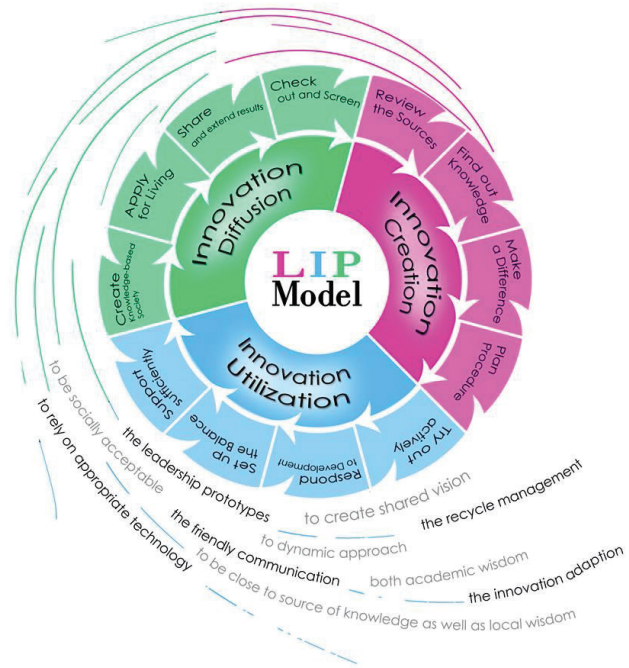 LIP
Model
Innovation
Creation
Review
the Sources
Find out
Knowledge
Make
a Difference
Plan
Procedure
Innovation
Utilization
Try out
actively
Respond
to Development
Set up
the Balance
Support
sufficiently
Innovation
Diffusion
Create
Knowledge-based
Society
Apply
for Living
Share
and extend results
Check
out and Screen
to be socially acceptable
to rely on appropriate technology
the leadership prototypes
to create shared vision
the recycle management
the friendly communication
to dynamic approach
both academic wisdom
the innovation adaption
to be close to source of knowledge as well as local wisdom